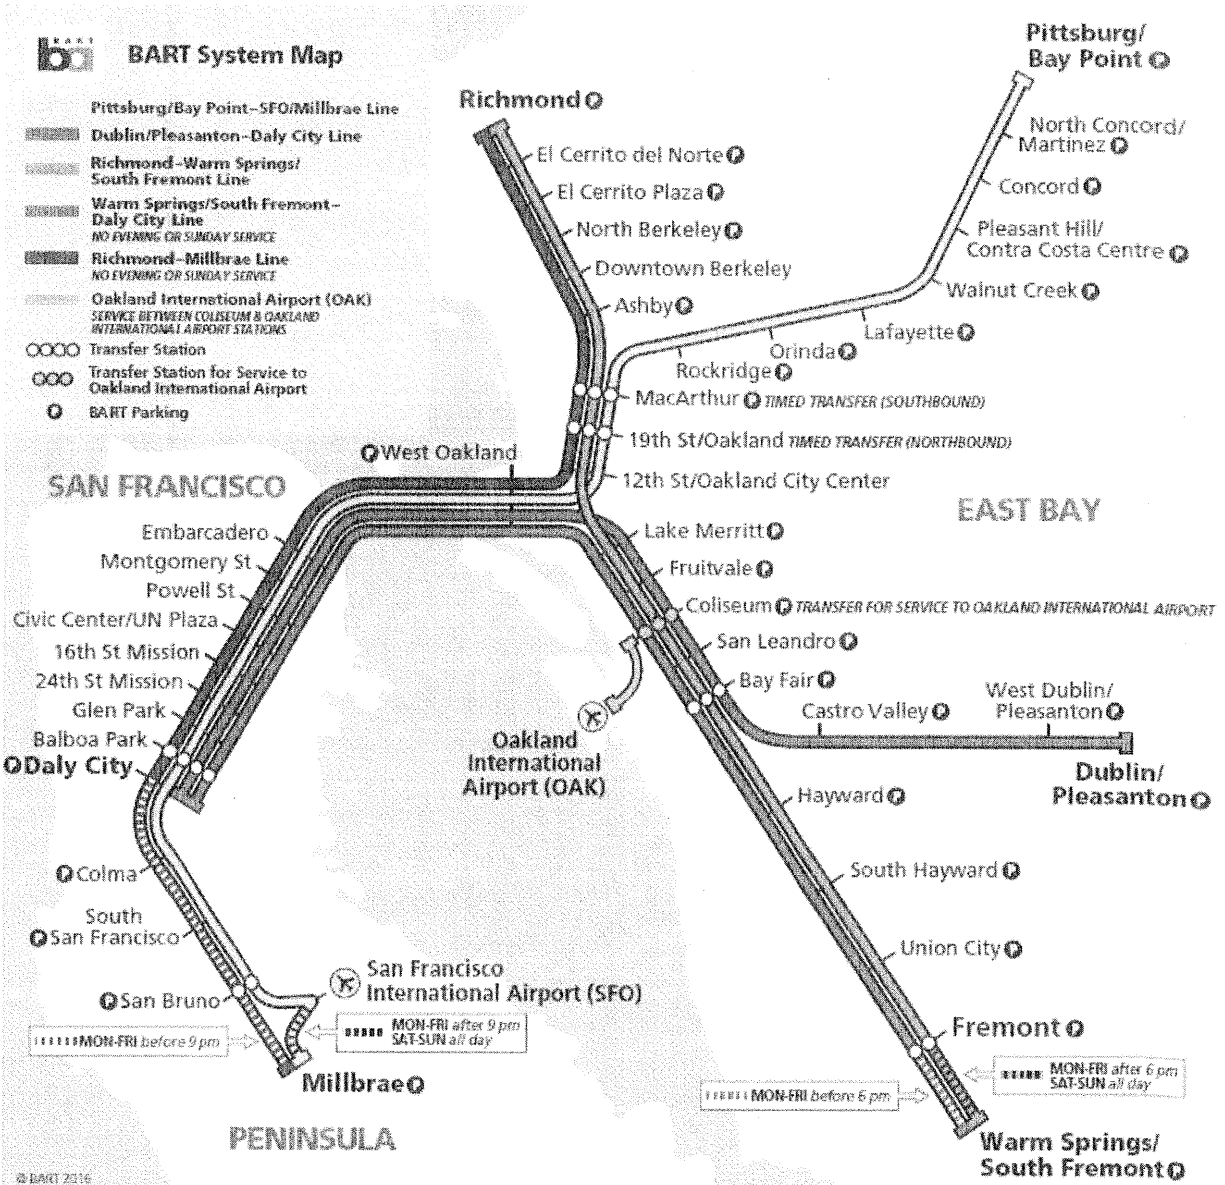 BART
ba
BART System Map
Pittsburg/Bay Point–SFO/Millbrae Line
Dublin/Pleasanton–Daly City Line
Richmond–Warm Springs/
South Fremont Line
Warm Springs/South Fremont–
Daly City Line
NO EVENING OR SUNDAY SERVICE
Richmond–Millbrae Line
NO EVENING OR SUNDAY SERVICE
Oakland International Airport (OAK)
SERVICE BETWEEN COLISEUM & OAKLAND
INTERNATIONAL AIRPORT STATIONS
Transfer Station
Transfer Station for Service to
Oakland International Airport
P BART Parking
Pittsburg/
Bay Point P
Richmond P
North Concord/
Martinez P
El Cerrito del Norte P
Concord P
El Cerrito Plaza P
North Berkeley P
Pleasant Hill/
Contra Costa Centre P
Downtown Berkeley
Walnut Creek P
Ashby P
Lafayette P
Orinda P
Rockridge P
MacArthur P TIMED TRANSFER (SOUTHBOUND)
19th St/Oakland TIMED TRANSFER (NORTHBOUND)
P West Oakland
12th St/Oakland City Center
SAN FRANCISCO
EAST BAY
Embarcadero
Lake Merritt P
Montgomery St
Fruitvale P
Powell St
Coliseum P TRANSFER FOR SERVICE TO OAKLAND INTERNATIONAL AIRPORT
Civic Center/UN Plaza
San Leandro P
16th St Mission
24th St Mission
Bay Fair P
Glen Park
Castro Valley P
West Dublin/
Pleasanton P
Balboa Park
P Daly City
Oakland
International
Airport (OAK)
Dublin/
Pleasanton P
Hayward P
P Colma
South Hayward P
South
P San Francisco
Union City P
San Francisco
International Airport (SFO)
P San Bruno
MON-FRI before 9 pm
MON-FRI after 9 pm
SAT-SUN all day
Fremont P
Millbrae P
MON-FRI after 6 pm
SAT-SUN all day
MON-FRI before 6 pm
PENINSULA
Warm Springs/
South Fremont P
© BART 2016